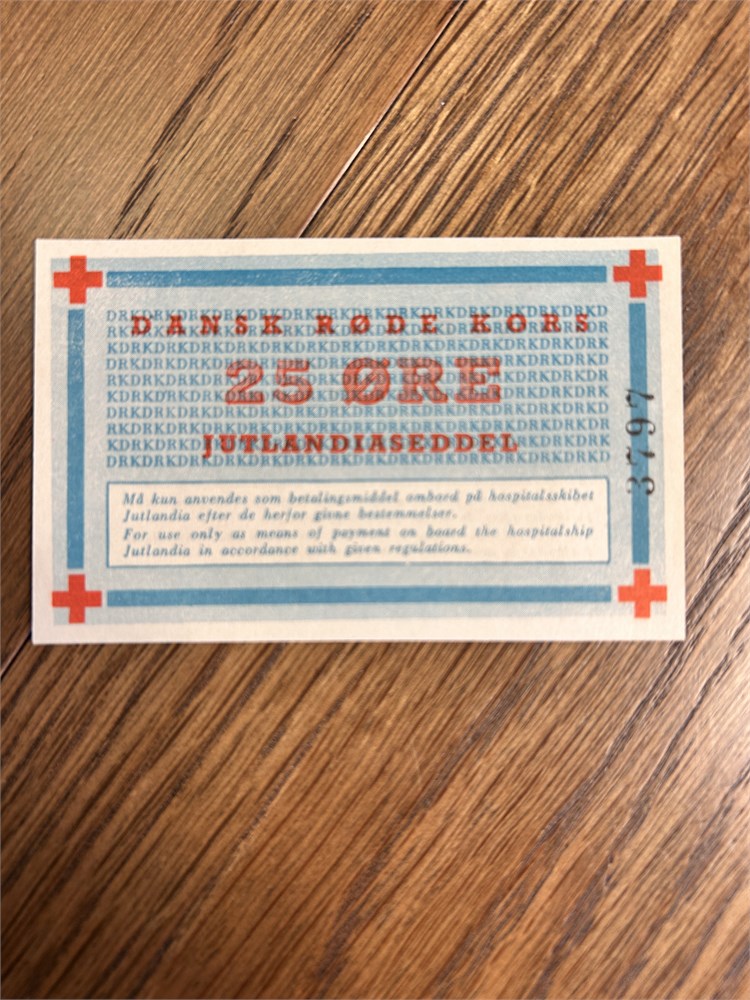 DANSK RØDE KORS
25 ØRE
JUTLANDIASEDDEL
Må kun anvendes som betalingsmiddel ombord på hospitalsskibet
Jutlandia efter de herfor givne bestemmelser.
For use only as means of payment on board the hospitalship
Jutlandia in accordance with given regulations.
3797
DRKDRKDRKDRKDRKDRKDRKDRKDRKDRKDRKDRKDRKDRKDRKD